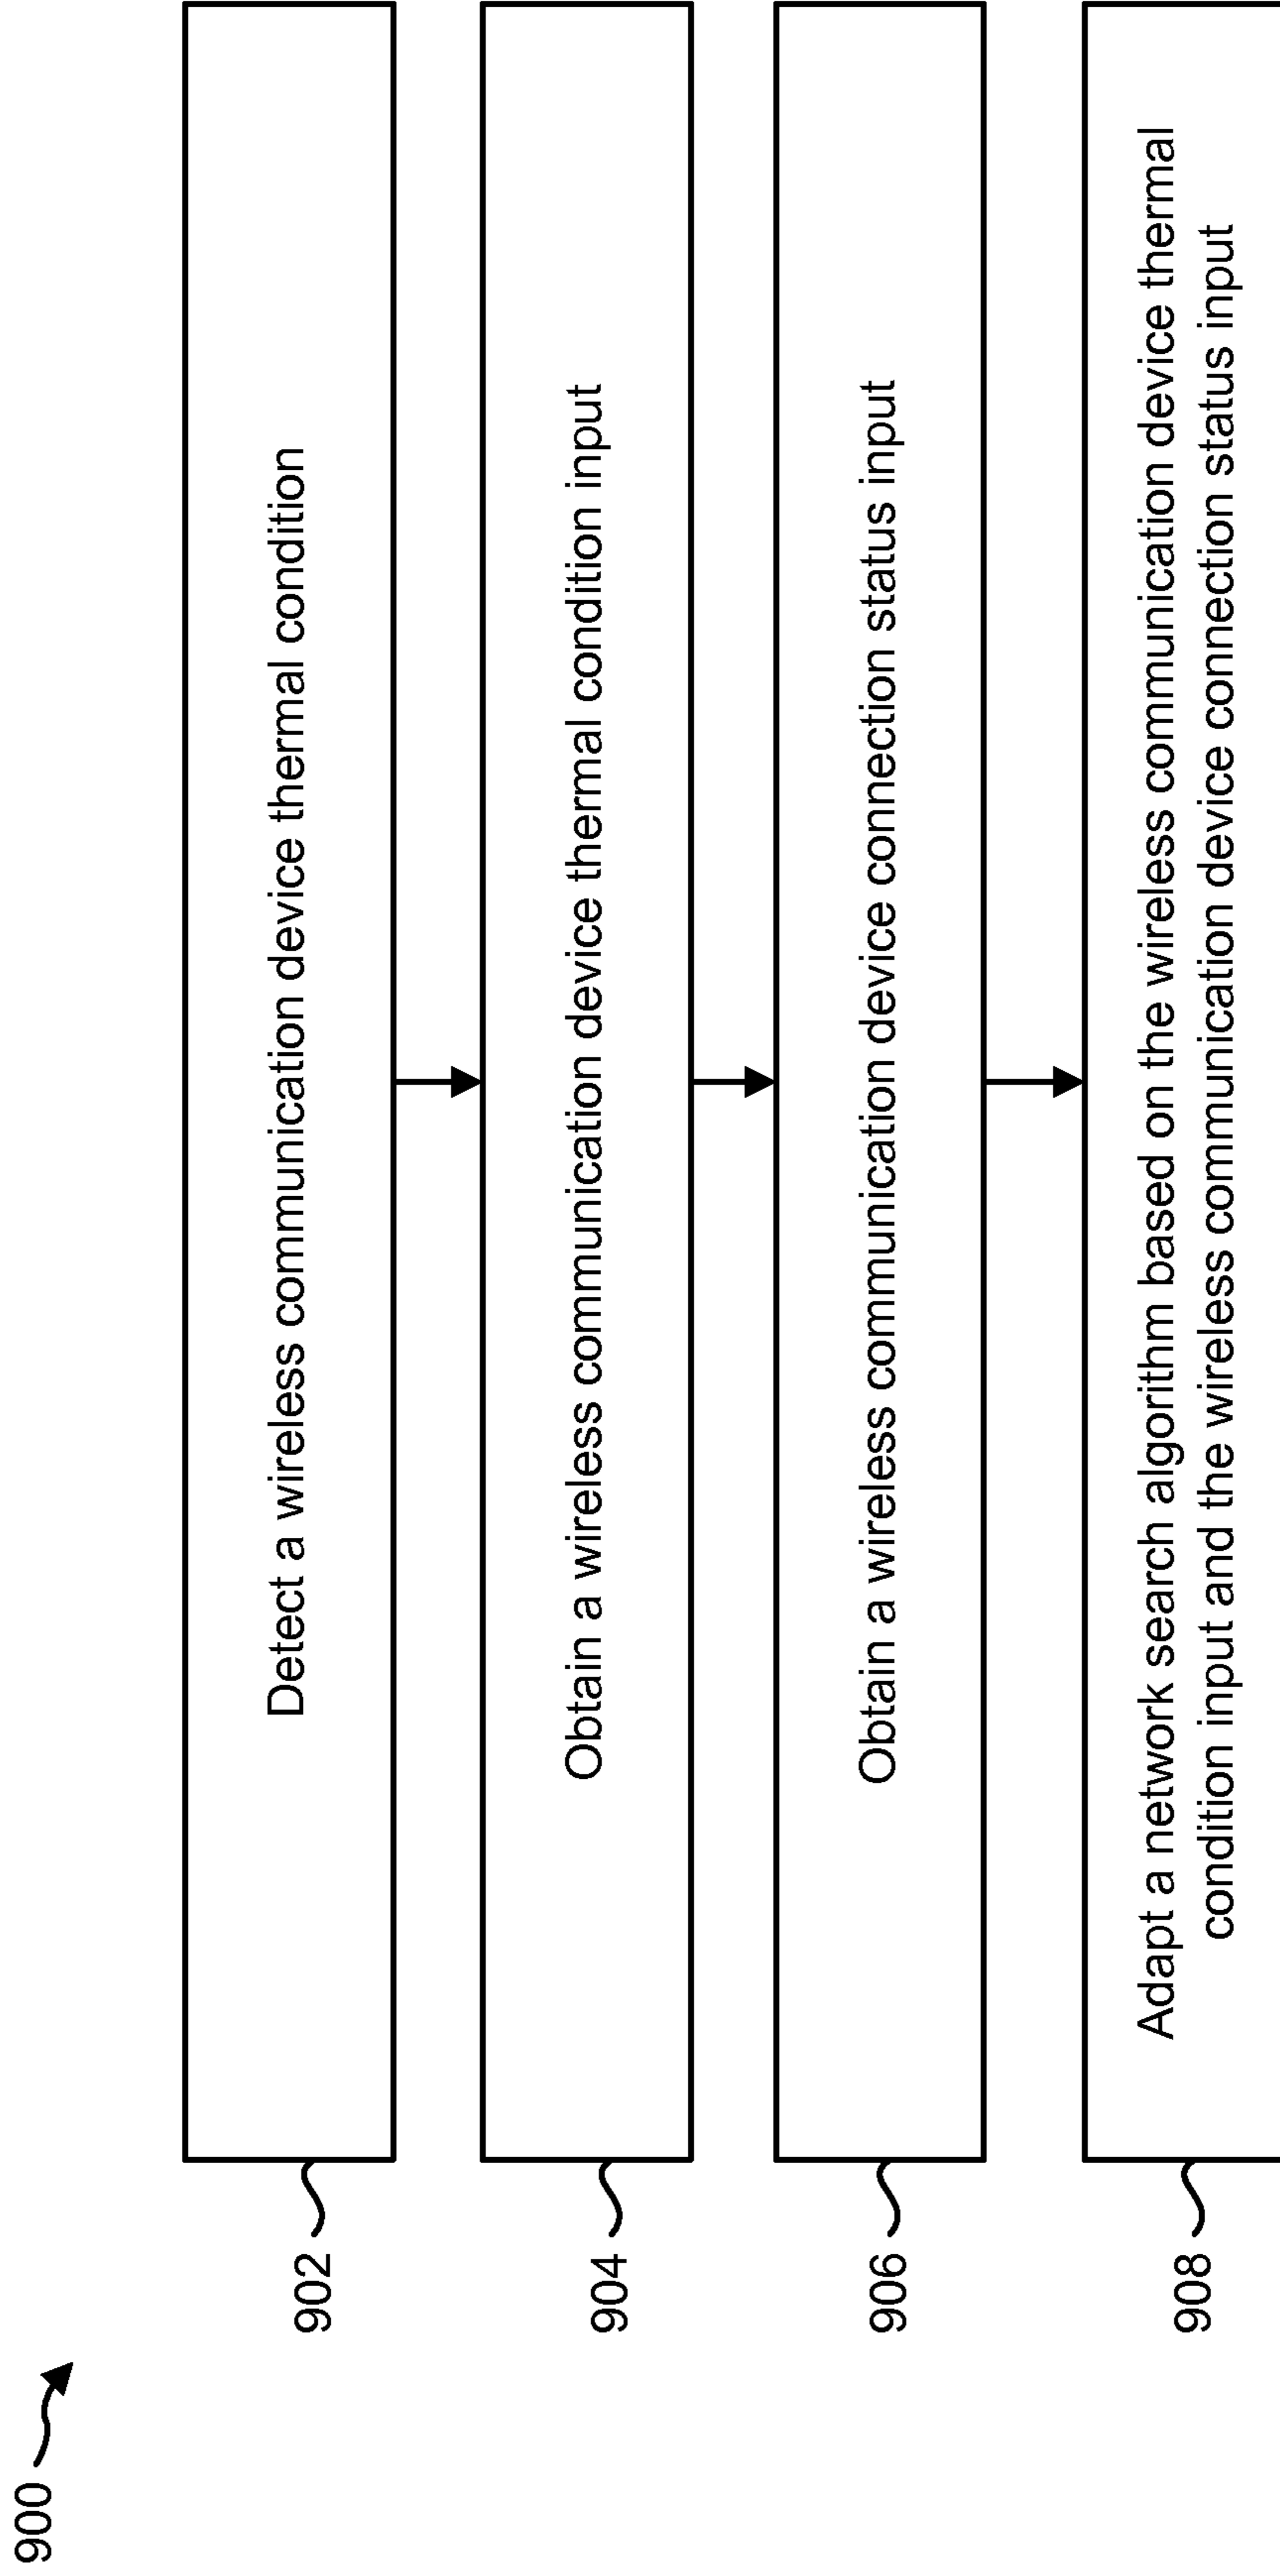 900
902
Detect a wireless communication device thermal condition
904
Obtain a wireless communication device thermal condition input
906
Obtain a wireless communication device connection status input
908
Adapt a network search algorithm based on the wireless communication device thermal
condition input and the wireless communication device connection status input